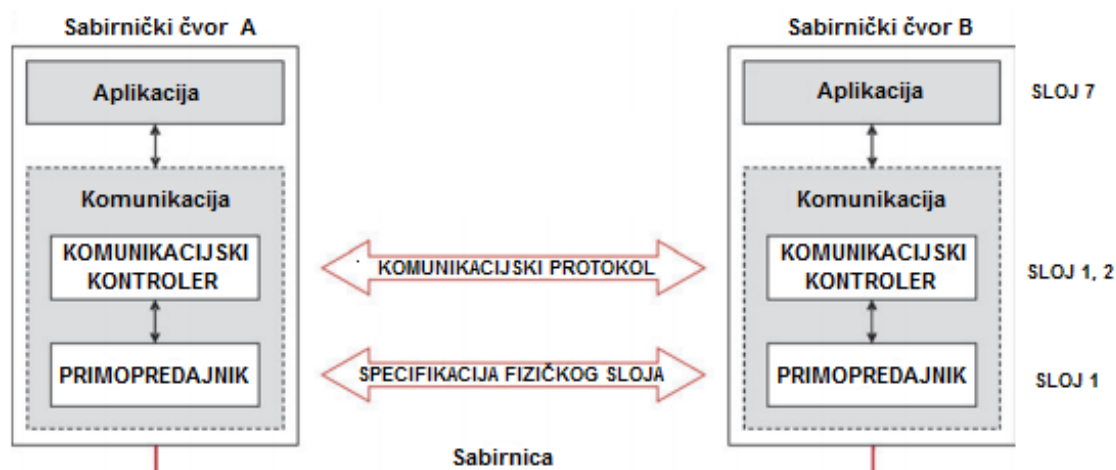 Sabirnički čvor A
Sabirnički čvor B
Aplikacija
Aplikacija
SLOJ 7
Komunikacija
Komunikacija
KOMUNIKACIJSKI
KONTROLER
KOMUNIKACIJSKI PROTOKOL
KOMUNIKACIJSKI
KONTROLER
SLOJ 1, 2
PRIMOPREDAJNIK
SPECIFIKACIJA FIZIČKOG SLOJA
PRIMOPREDAJNIK
SLOJ 1
Sabirnica